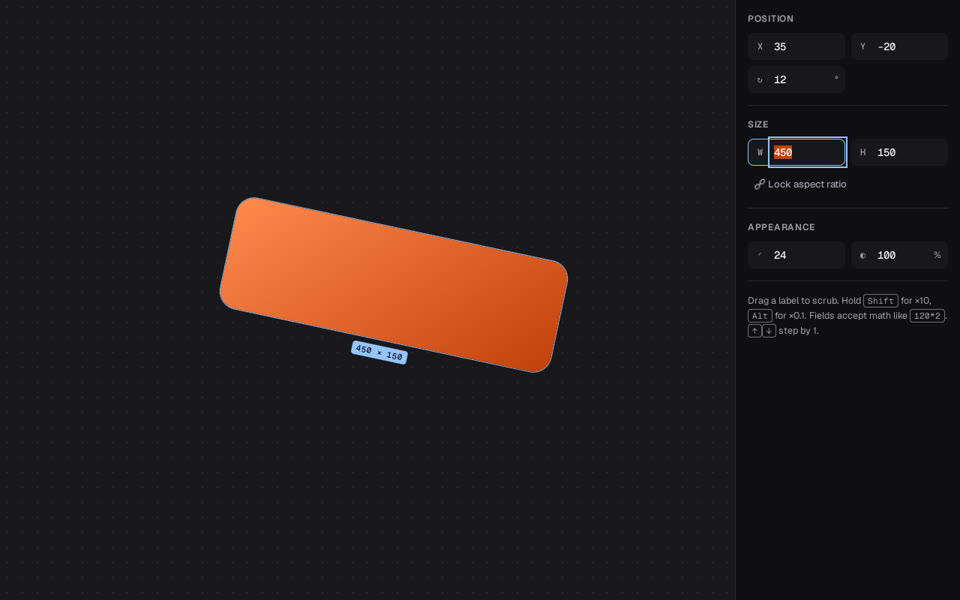 POSITION
X 35 Y -20
↻ 12 °
SIZE
W 450 H 150
Lock aspect ratio
APPEARANCE
24 100 %
Drag a label to scrub. Hold Shift for ×10,
Alt for ×0.1. Fields accept math like 120*2.
↑ ↓ step by 1.
450 × 150